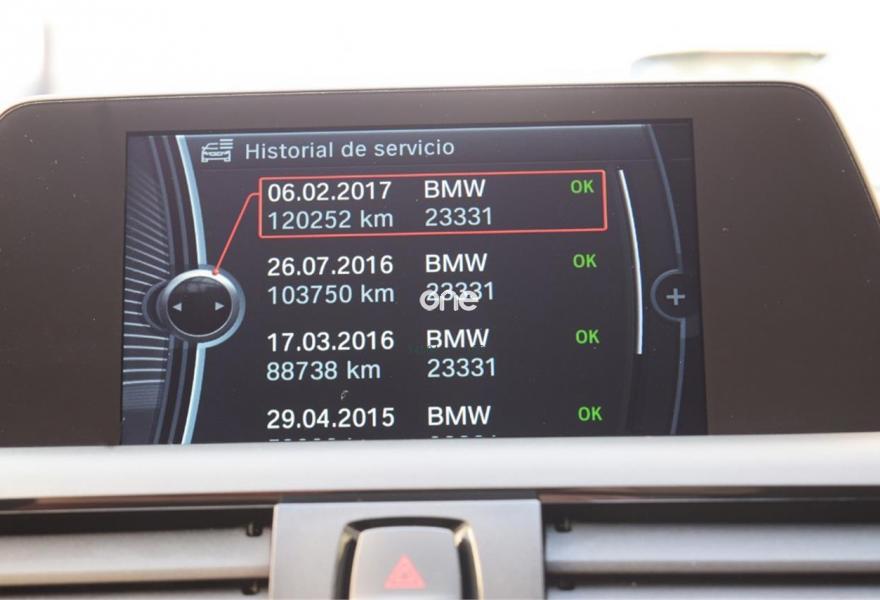 Historial de servicio
06.02.2017 BMW OK
120252 km 23331
26.07.2016 BMW OK
103750 km 23331
one
17.03.2016 BMW OK
88738 km 23331
29.04.2015 BMW OK